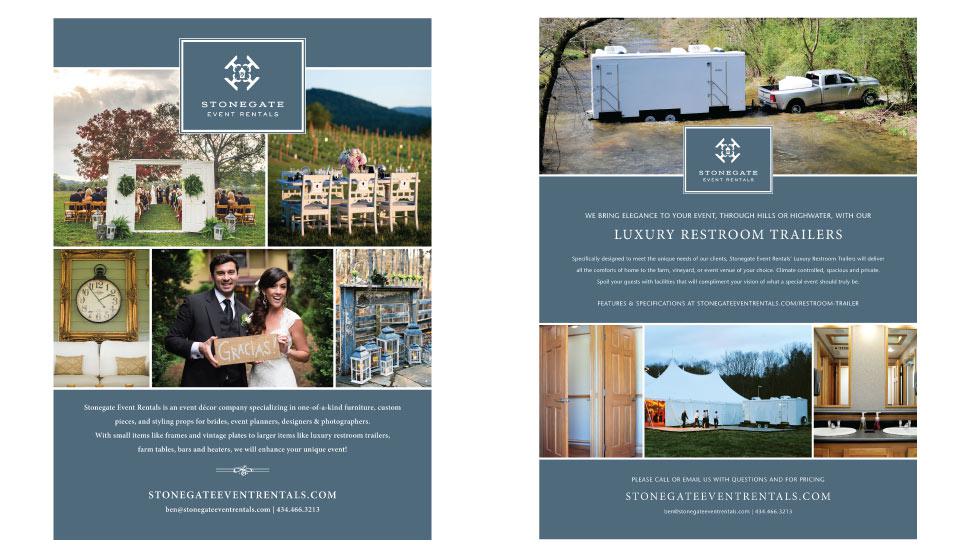 STONEGATE
EVENT RENTALS
GRACIAS!
Stonegate Event Rentals is an event décor company specializing in one-of-a-kind furniture, custom
pieces, and styling props for brides, event planners, designers & photographers.
With small items like frames and vintage plates to larger items like luxury restroom trailers,
farm tables, bars and heaters, we will enhance your unique event!
STONEGATEEVENTRENTALS.COM
ben@stonegateeventrentals.com | 434.466.3213
STONEGATE
EVENT RENTALS
WE BRING ELEGANCE TO YOUR EVENT, THROUGH HILLS OR HIGHWATER, WITH OUR
LUXURY RESTROOM TRAILERS
Specifically designed to meet the unique needs of our clients, Stonegate Event Rentals' Luxury Restroom Trailers will deliver
all the comforts of home to the farm, vineyard, or event venue of your choice. Climate controlled, spacious and private.
Spoil your guests with facilities that will compliment your vision of what a special event should truly be.
FEATURES & SPECIFICATIONS AT STONEGATEEVENTRENTALS.COM/RESTROOM-TRAILER
PLEASE CALL OR EMAIL US WITH QUESTIONS AND FOR PRICING
STONEGATEEVENTRENTALS.COM
ben@stonegateeventrentals.com | 434.466.3213